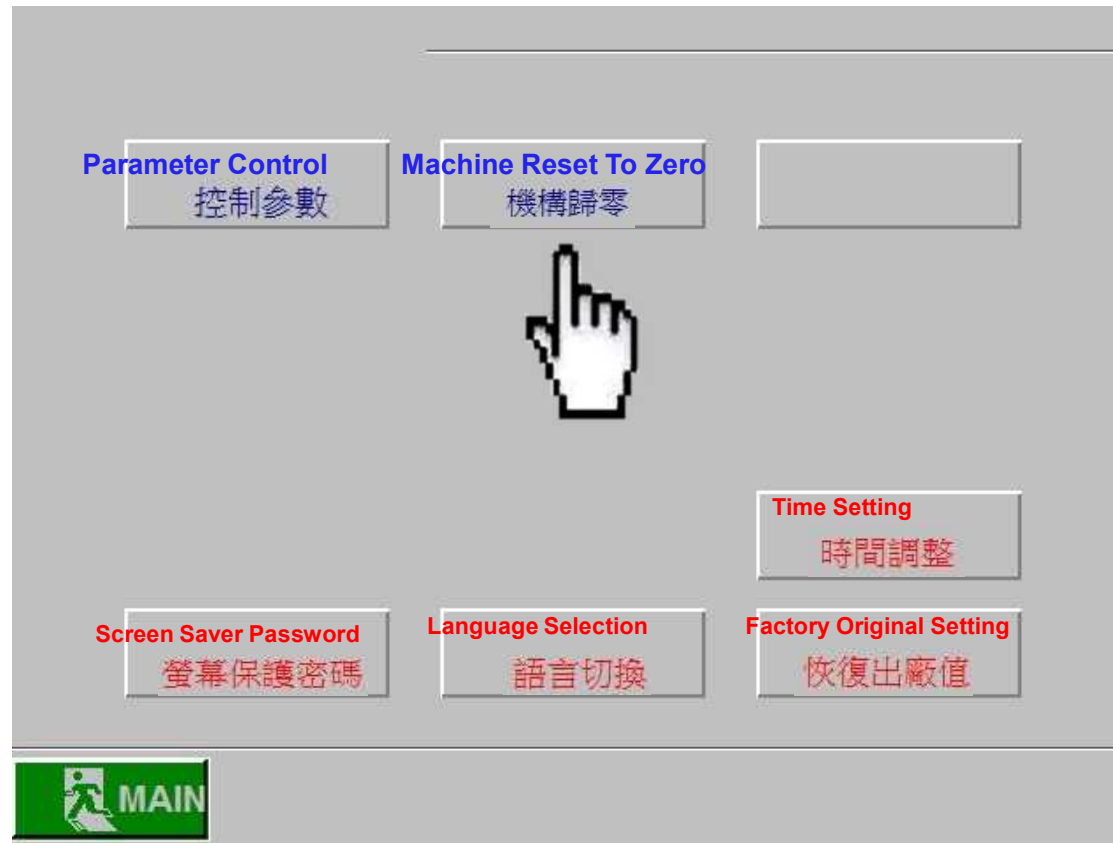 Parameter Control
控制參數
Machine Reset To Zero
機構歸零
Time Setting
時間調整
Screen Saver Password
螢幕保護密碼
Language Selection
語言切換
Factory Original Setting
恢復出廠值
MAIN